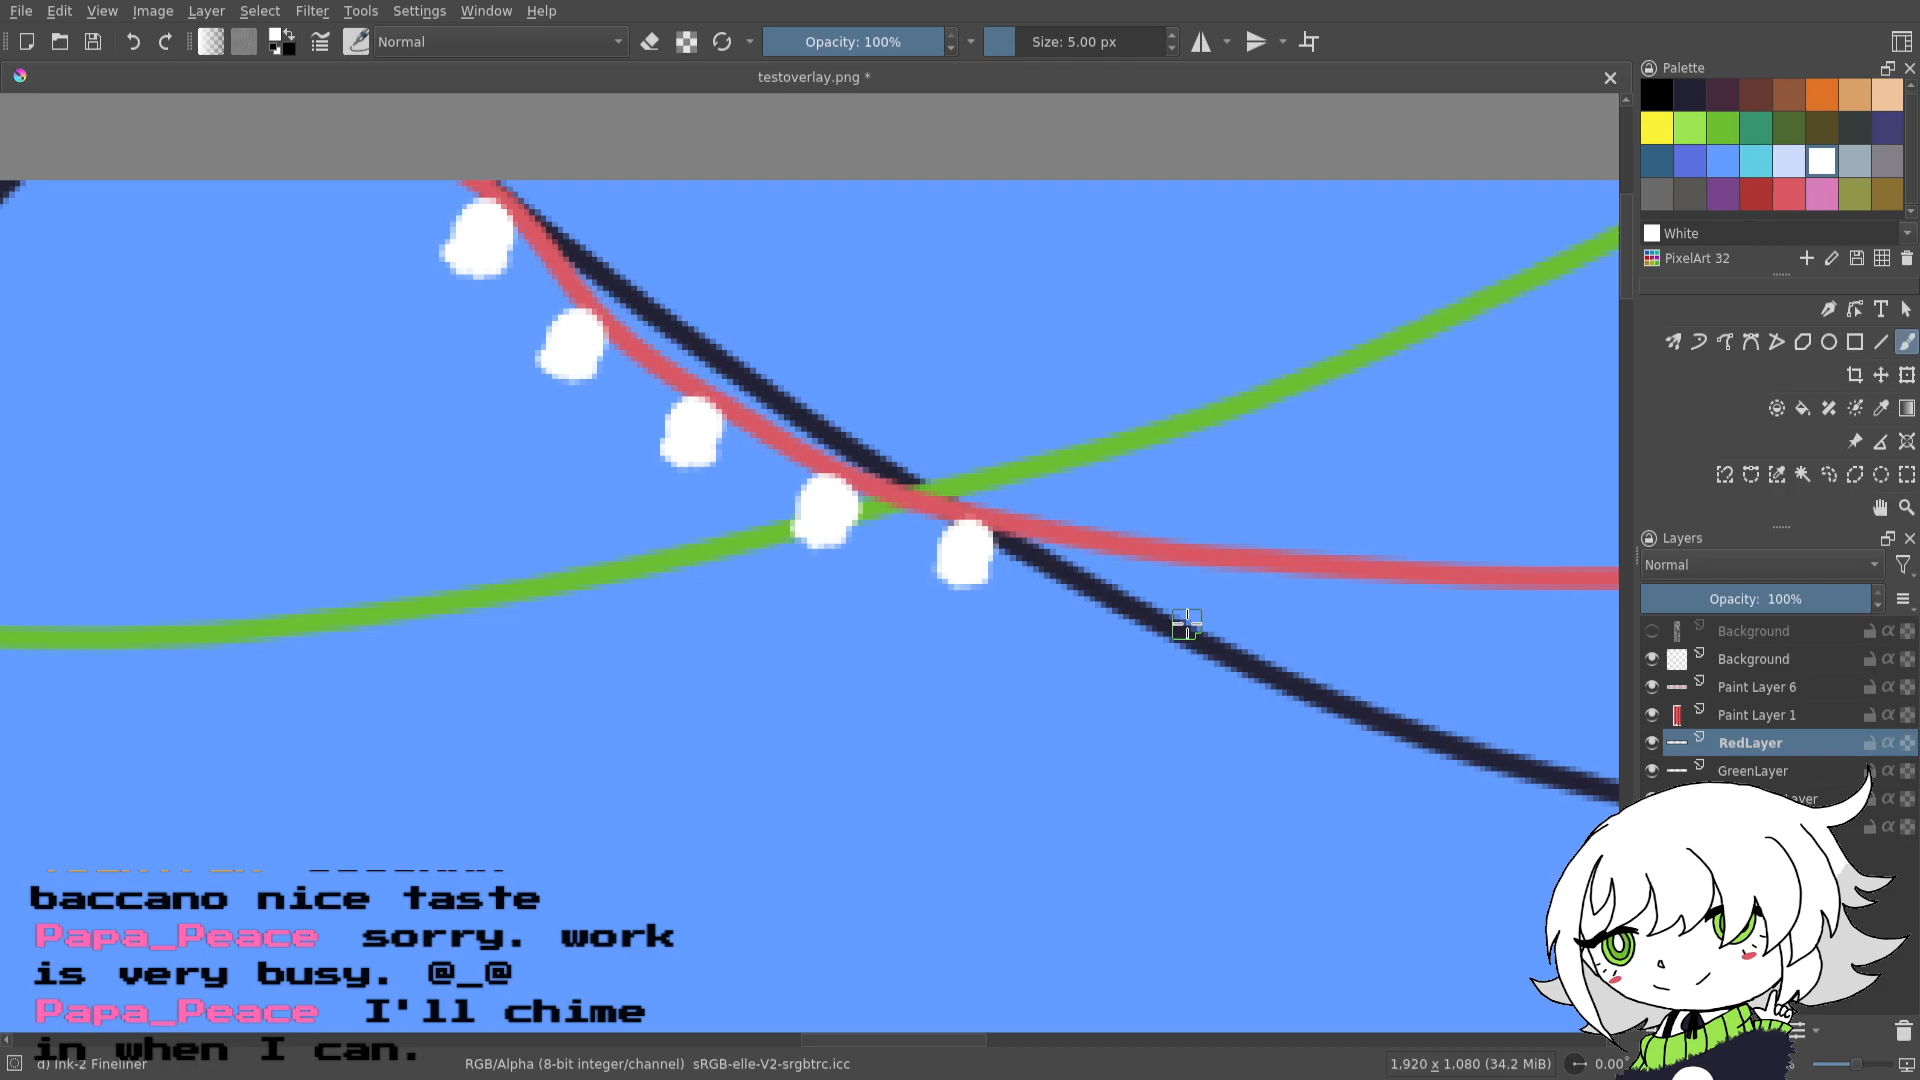 File Edit View Image Layer Select Filter Tools Settings Window Help
Normal Opacity: 100% Size: 5.00 px
testoverlay.png *
Palette
White
PixelArt 32
Layers
Normal
Opacity: 100%
Background
Background
Paint Layer 6
Paint Layer 1
RedLayer
GreenLayer
baccano nice taste
Papa_Peace sorry. work
is very busy. @_@
Papa_Peace I'll chime
in when I can.
d) Ink-2 Fineliner RGB/Alpha (8-bit integer/channel) sRGB-elle-V2-srgbtrc.icc 1,920 x 1,080 (34.2 MiB) 0.00